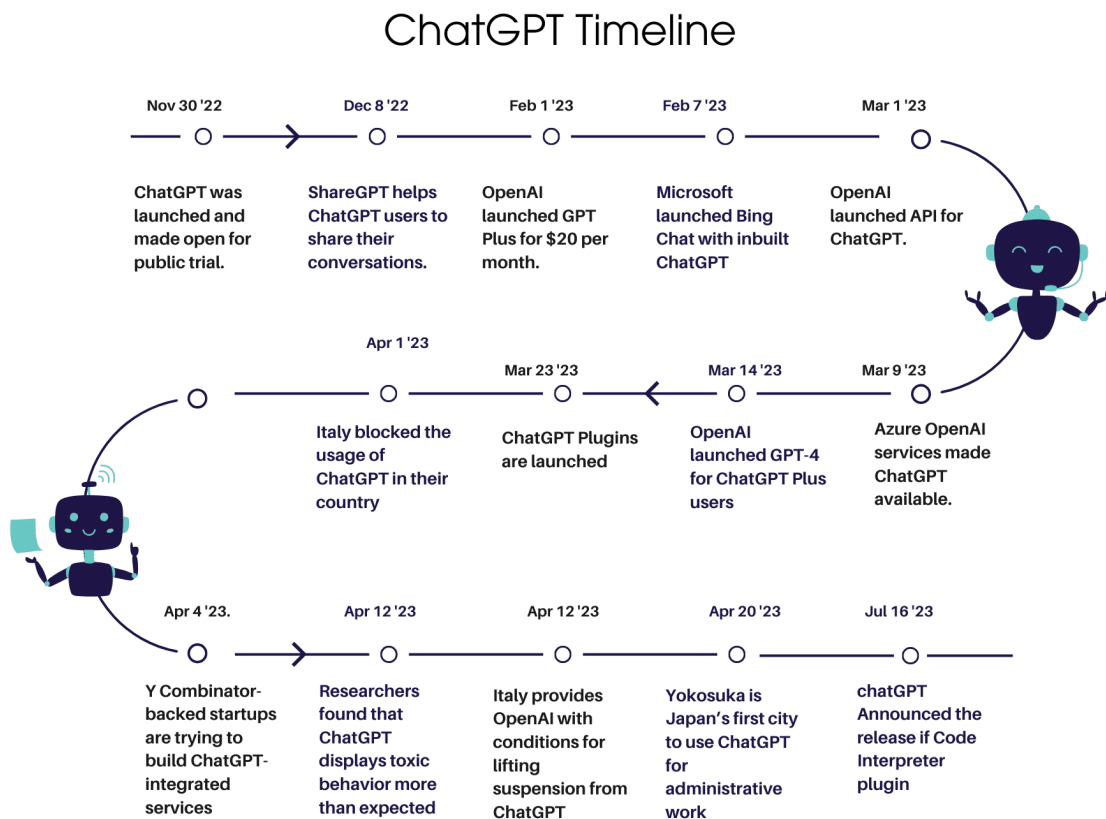 ChatGPT Timeline
Nov 30 '22
ChatGPT was
launched and
made open for
public trial.
Dec 8 '22
ShareGPT helps
ChatGPT users to
share their
conversations.
Feb 1 '23
OpenAI
launched GPT
Plus for $20 per
month.
Feb 7 '23
Microsoft
launched Bing
Chat with inbuilt
ChatGPT
Mar 1 '23
OpenAI
launched API for
ChatGPT.
Mar 9 '23
Azure OpenAI
services made
ChatGPT
available.
Mar 14 '23
OpenAI
launched GPT-4
for ChatGPT Plus
users
Mar 23 '23
ChatGPT Plugins
are launched
Apr 1 '23
Italy blocked the
usage of
ChatGPT in their
country
Apr 4 '23.
Y Combinator-
backed startups
are trying to
build ChatGPT-
integrated
services
Apr 12 '23
Researchers
found that
ChatGPT
displays toxic
behavior more
than expected
Apr 12 '23
Italy provides
OpenAI with
conditions for
lifting
suspension from
ChatGPT
Apr 20 '23
Yokosuka is
Japan’s first city
to use ChatGPT
for
administrative
work
Jul 16 '23
chatGPT
Announced the
release if Code
Interpreter
plugin